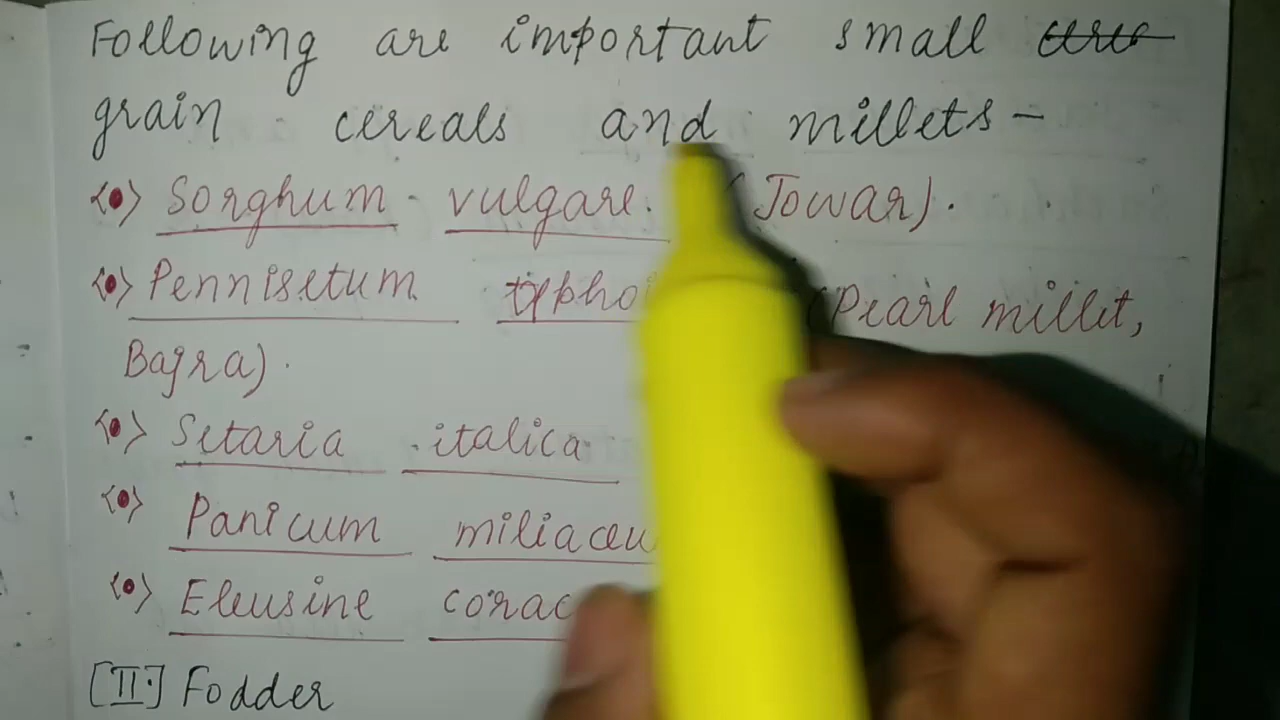 Following are important small
grain cereals and millets -
Sorghum vulgare. (Jowar).
Pennisetum (Pearl millet,
Bajra).
Setaria italica
Panicum
Eleusine
[II.] Fodder